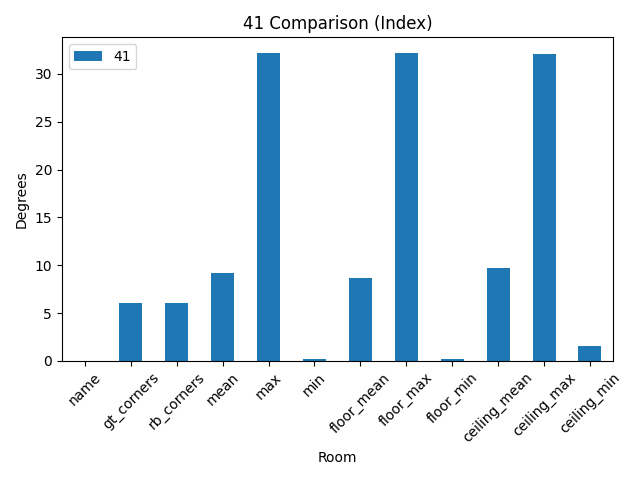 41 Comparison (Index)
41
Degrees
30
25
20
15
10
5
0
name
gt_corners
rb_corners
mean
max
min
floor_mean
floor_max
floor_min
ceiling_mean
ceiling_max
ceiling_min
Room